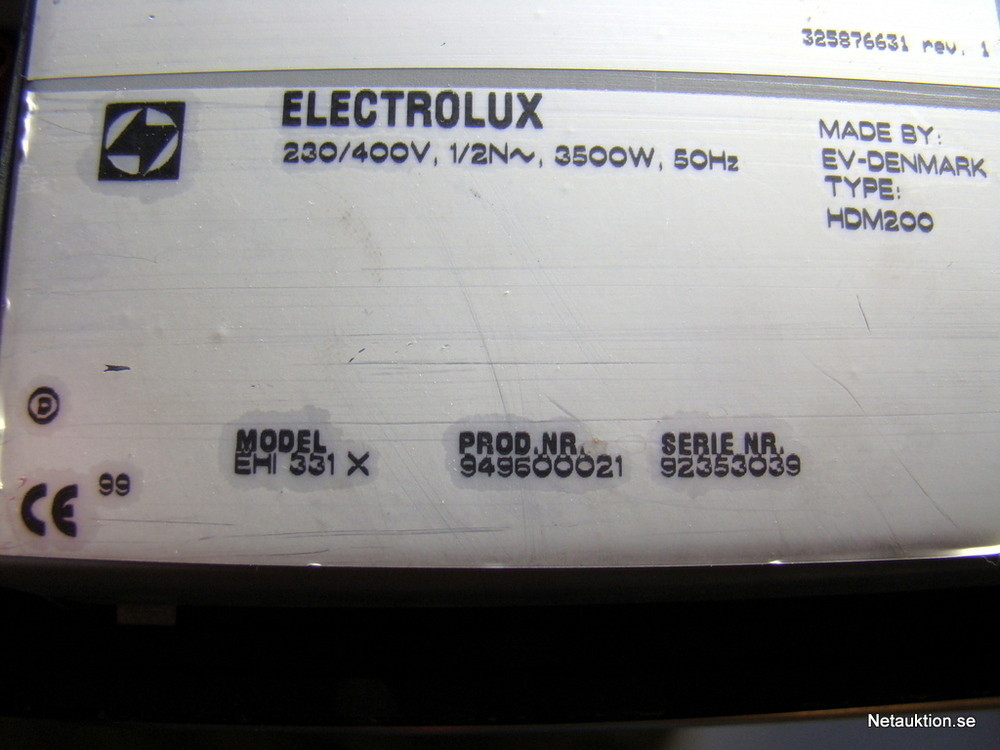 325876631 rev. 1
ELECTROLUX
230/400V, 1/2N~, 3500W, 50Hz
MADE BY:
EV-DENMARK
TYPE:
HDM200
D
MODEL PROD.NR. SERIE NR.
EHI 331 X 949600021 92353039
CE 99
Netauktion.se